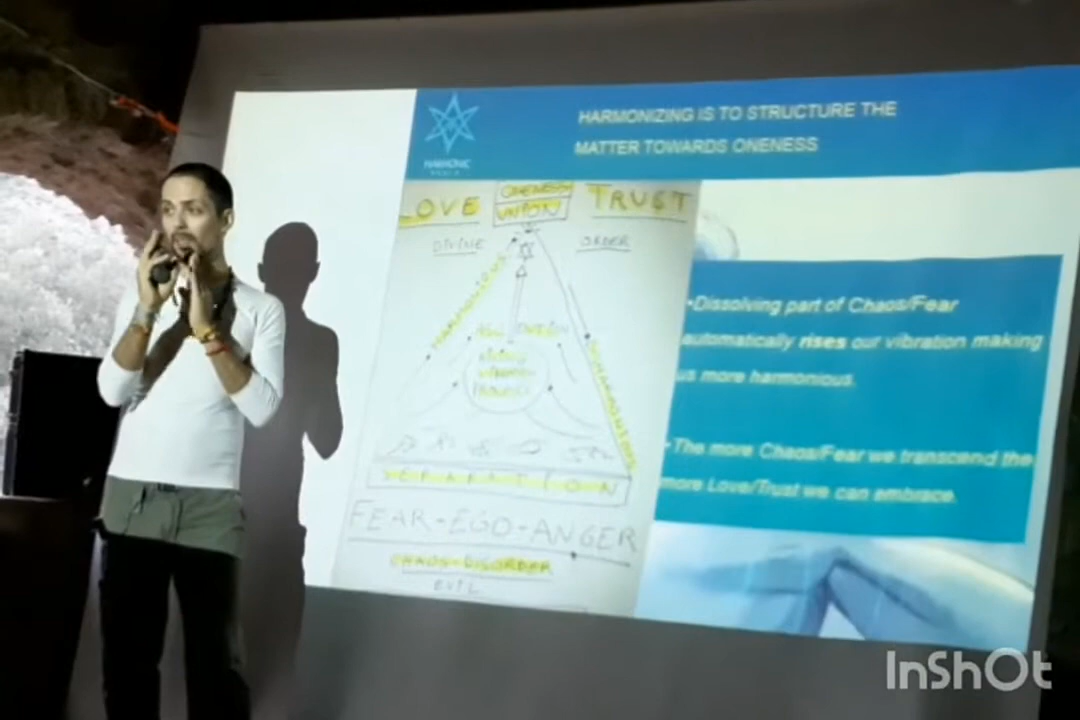 HARMONIC
HARMONIZING IS TO STRUCTURE THE
MATTER TOWARDS ONENESS
ONENESS
LOVE UNION TRUST
DIVINE ORDER
HARMONIOUS
SEPARATION
FEAR-EGO-ANGER
CHAOS-DISORDER
EVIL
•Dissolving part of Chaos/Fear
automatically rises our vibration making
us more harmonious.
•The more Chaos/Fear we transcend the
more Love/Trust we can embrace.
InShOt